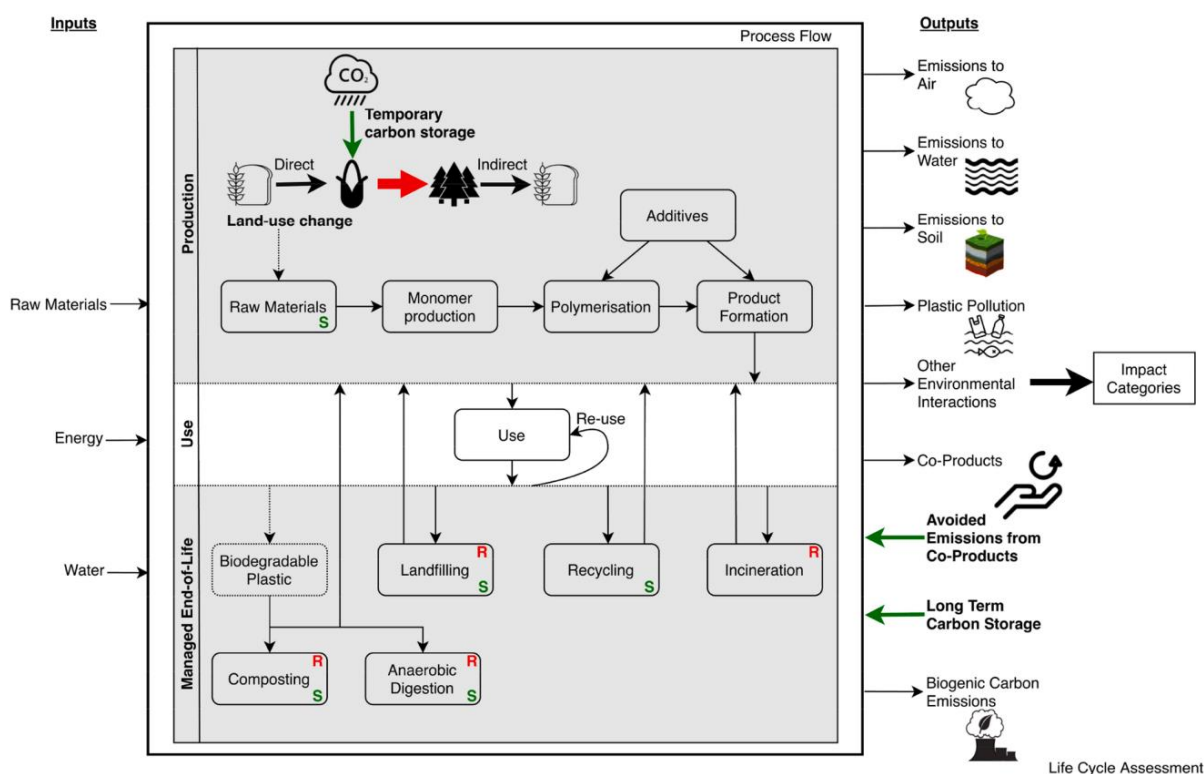 Inputs
Process Flow
Outputs
Production
CO₂
Temporary
carbon storage
Direct
Indirect
Land-use change
Additives
Raw Materials
S
Monomer
production
Polymerisation
Product
Formation
Raw Materials
Energy
Water
Use
Use
Re-use
Managed End-of-Life
Biodegradable
Plastic
Landfilling
R
S
Recycling
S
Incineration
R
Composting
R
S
Anaerobic
Digestion
R
S
Emissions to
Air
Emissions to
Water
Emissions to
Soil
Plastic Pollution
Other
Environmental
Interactions
Impact
Categories
Co-Products
Avoided
Emissions from
Co-Products
Long Term
Carbon Storage
Biogenic Carbon
Emissions
Life Cycle Assessment